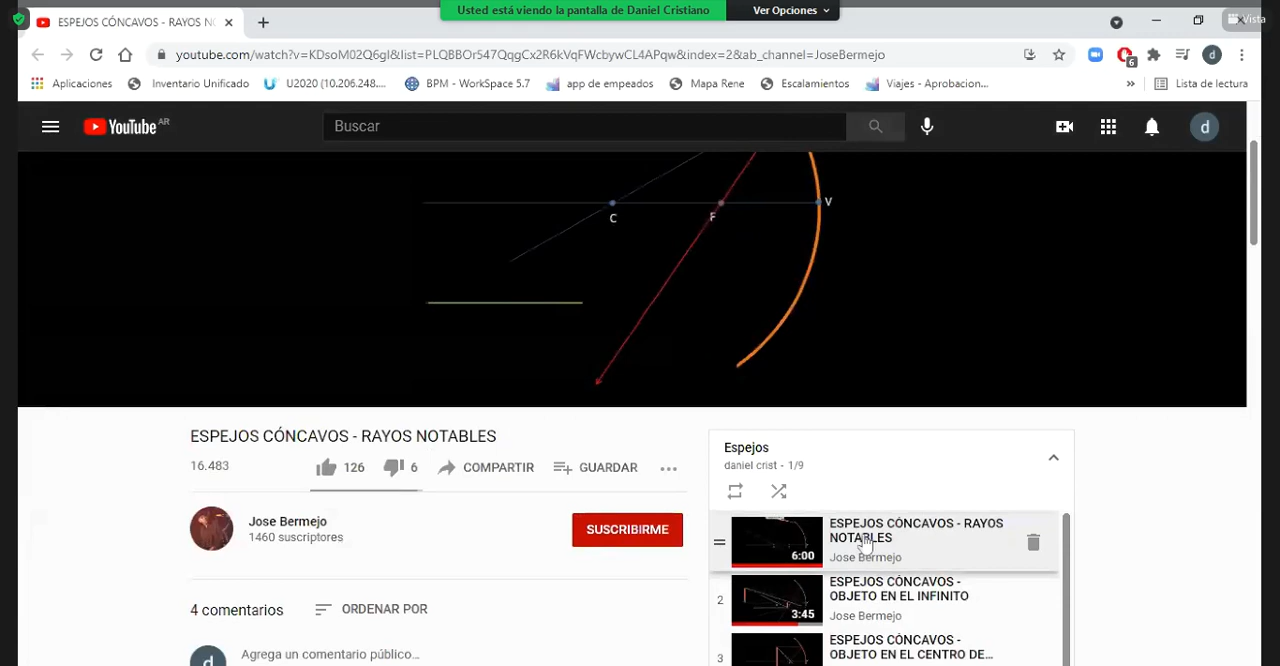 Usted está viendo la pantalla de Daniel Cristiano
Ver Opciones
Vista
ESPEJOS CÓNCAVOS - RAYOS NO
youtube.com/watch?v=KDsoM02Q6gI&list=PLQBBOr547QqgCx2R6kVqFWcbywCL4APqw&index=2&ab_channel=JoseBermejo
6
d
Aplicaciones
Inventario Unificado
U2020 (10.206.248....
BPM - WorkSpace 5.7
app de empeados
Mapa Rene
Escalamientos
Viajes - Aprobacion...
»
Lista de lectura
YouTube AR
Buscar
d
C
F
V
ESPEJOS CÓNCAVOS - RAYOS NOTABLES
16.483
126
6
COMPARTIR
GUARDAR
Jose Bermejo
1460 suscriptores
SUSCRIBIRME
4 comentarios
ORDENAR POR
d
Agrega un comentario público...
Espejos
daniel crist - 1/9
6:00
ESPEJOS CÓNCAVOS - RAYOS
NOTABLES
Jose Bermejo
2
3:45
ESPEJOS CÓNCAVOS -
OBJETO EN EL INFINITO
Jose Bermejo
3
ESPEJOS CÓNCAVOS -
OBJETO EN EL CENTRO DE...